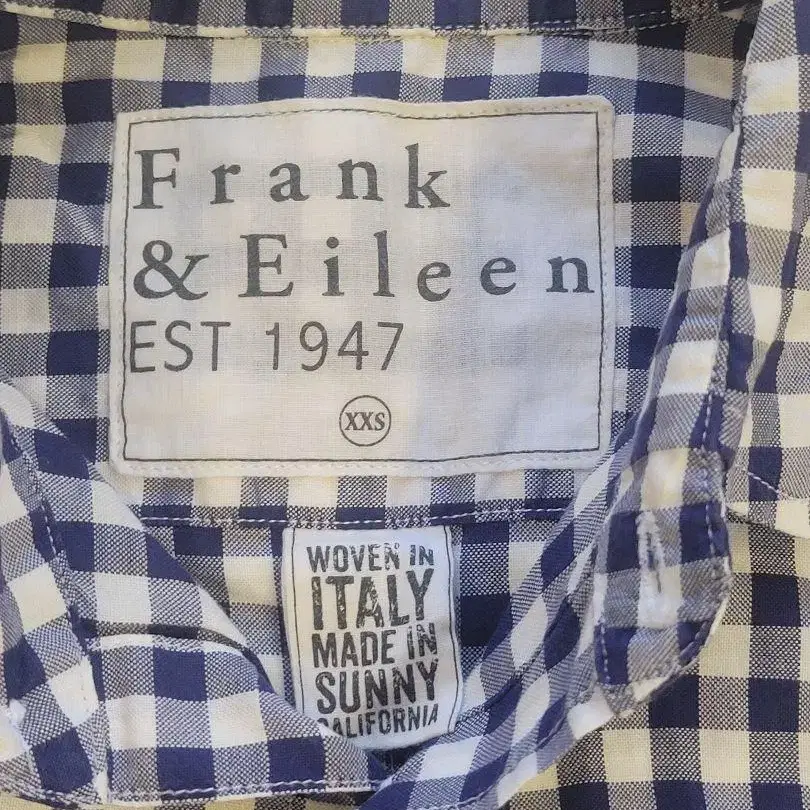 Frank
& Eileen
EST 1947
XXS
WOVEN IN
ITALY
MADE IN
SUNNY
CALIFORNIA